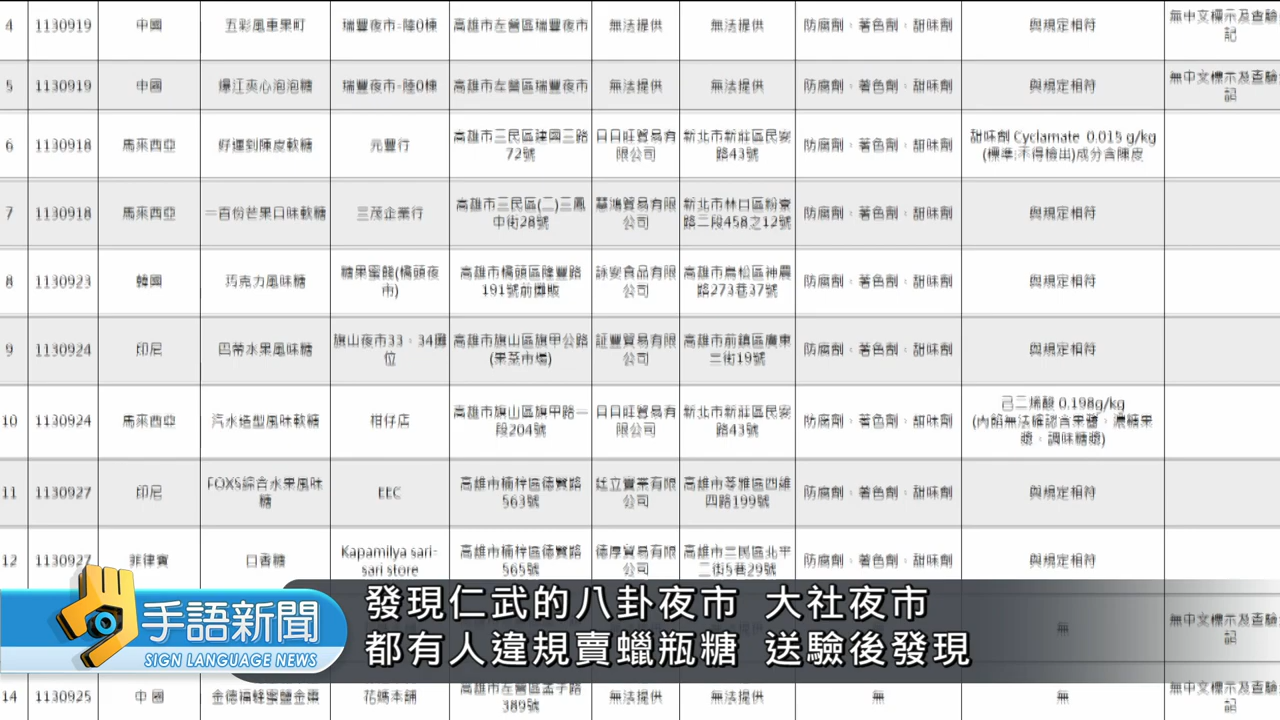 4 1130919 中國 五彩風車果町 瑞豐夜市-陸0棟 高雄市左營區瑞豐夜市 無法提供 無法提供 防腐劑、著色劑、甜味劑 與規定相符 無中文標示及查驗
記
5 1130919 中國 爆江夾心泡泡糖 瑞豐夜市-陸0棟 高雄市左營區瑞豐夜市 無法提供 無法提供 防腐劑、著色劑、甜味劑 與規定相符 無中文標示及查驗
記
6 1130918 馬來西亞 好運到陳皮軟糖 元豐行 高雄市三民區建國三路 日日旺貿易有 新北市新莊區民安 防腐劑、著色劑、甜味劑 甜味劑 Cyclamate 0.015 g/kg
72號 限公司 路43號 (標準:不得檢出)成分含陳皮
7 1130918 馬來西亞 一百份芒果口味軟糖 三茂企業行 高雄市三民區(二)三鳳 慧鴻貿易有限 新北市林口區粉寮 防腐劑、著色劑、甜味劑 與規定相符
中街28號 公司 路二段458之12號
8 1130923 韓國 巧克力風味糖 糖果蜜餞(橋頭夜 高雄市橋頭區隆豐路 詠安食品有限 高雄市鳥松區神農 防腐劑、著色劑、甜味劑 與規定相符
市) 191號前攤販 公司 路273巷37號
9 1130924 印尼 巴蒂水果風味糖 旗山夜市33、34攤 高雄市旗山區旗甲公路 証豐貿易有限 高雄市前鎮區廣東 防腐劑、著色劑、甜味劑 與規定相符
位 (果菜市場) 公司 三街19號
10 1130924 馬來西亞 汽水造型風味軟糖 柑仔店 高雄市旗山區旗甲路一 日日旺貿易有 新北市新莊區民安 防腐劑、著色劑、甜味劑 己二烯酸 0.198g/kg
段204號 限公司 路43號 (內餡無法確認含果醬、濃糖果
漿、調味糖漿)
11 1130927 印尼 FOXS綜合水果風味 EEC 高雄市楠梓區德賢路 廷立實業有限 高雄市苓雅區四維 防腐劑、著色劑、甜味劑 與規定相符
糖 563號 公司 四路199號
12 1130927 菲律賓 口香糖 Kapamilya sari- 高雄市楠梓區德賢路 德厚貿易有限 高雄市三民區北平 防腐劑、著色劑、甜味劑 與規定相符
sari store 565號 公司 二街5巷29號
無 無中文標示及查驗
記
手語新聞
SIGN LANGUAGE NEWS
發現仁武的八卦夜市 大社夜市
都有人違規賣蠟瓶糖 送驗後發現
14 1130925 中國 金德福蜂蜜鹽金棗 花媽本舖 高雄市左營區孟子路 無法提供 無法提供 無 無 無中文標示及查驗
389號 記